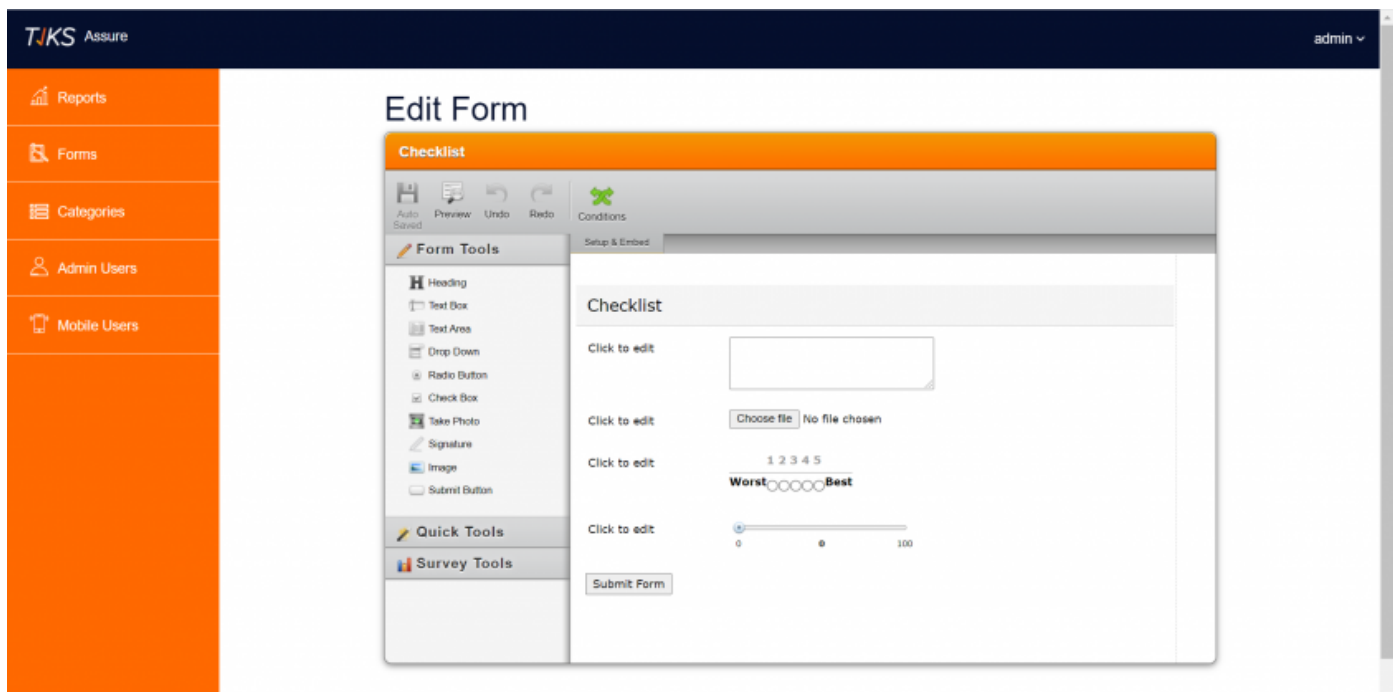 TJKS Assure
admin
Reports
Forms
Categories
Admin Users
Mobile Users
Edit Form
Checklist
Auto Saved
Preview
Undo
Redo
Conditions
Form Tools
Heading
Text Box
Text Area
Drop Down
Radio Button
Check Box
Take Photo
Signature
Image
Submit Button
Quick Tools
Survey Tools
Setup & Embed
Checklist
Click to edit
Click to edit
Choose file No file chosen
Click to edit
1 2 3 4 5
Worst Best
Click to edit
0 0 100
Submit Form